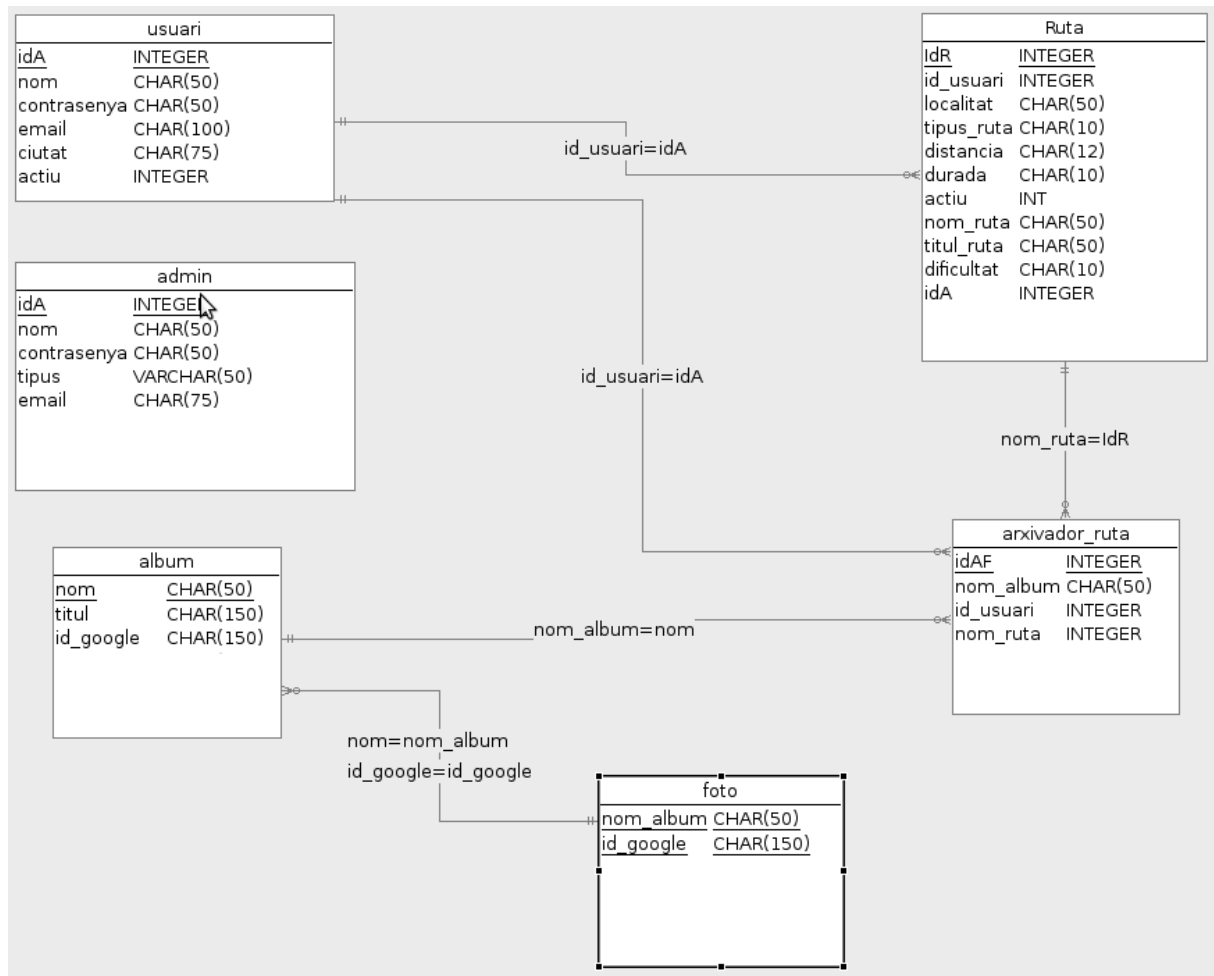 usuari
idA INTEGER
nom CHAR(50)
contrasenya CHAR(50)
email CHAR(100)
ciutat CHAR(75)
actiu INTEGER
Ruta
IdR INTEGER
id_usuari INTEGER
localitat CHAR(50)
tipus_ruta CHAR(10)
distancia CHAR(12)
durada CHAR(10)
actiu INT
nom_ruta CHAR(50)
titul_ruta CHAR(50)
dificultat CHAR(10)
idA INTEGER
id_usuari=idA
admin
idA INTEGER
nom CHAR(50)
contrasenya CHAR(50)
tipus VARCHAR(50)
email CHAR(75)
id_usuari=idA
nom_ruta=IdR
arxivador_ruta
idAF INTEGER
nom_album CHAR(50)
id_usuari INTEGER
nom_ruta INTEGER
album
nom CHAR(50)
titul CHAR(150)
id_google CHAR(150)
nom_album=nom
nom=nom_album
id_google=id_google
foto
nom_album CHAR(50)
id_google CHAR(150)